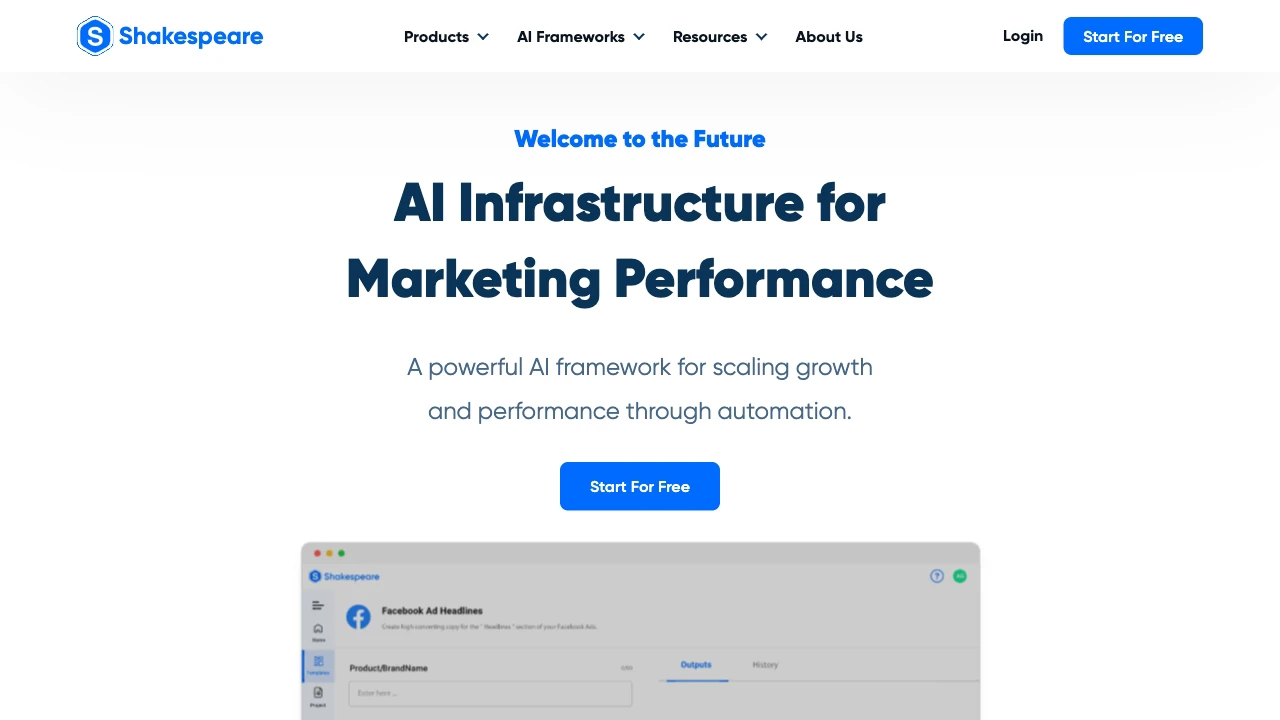 Shakespeare
Products
AI Frameworks
Resources
About Us
Login
Start For Free
Welcome to the Future
AI Infrastructure for
Marketing Performance
A powerful AI framework for scaling growth
and performance through automation.
Start For Free
Shakespeare
?
Facebook Ad Headlines
Create high-converting copy for the " Headlines " section of your Facebook Ads.
Home
Product/BrandName
Outputs
History
Templates
Enter here ...
Project